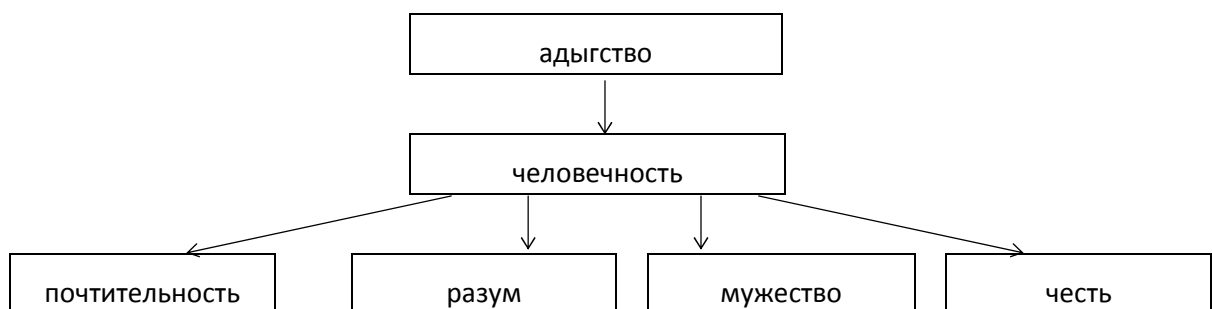 адыгство
человечность
почтительность разум мужество честь